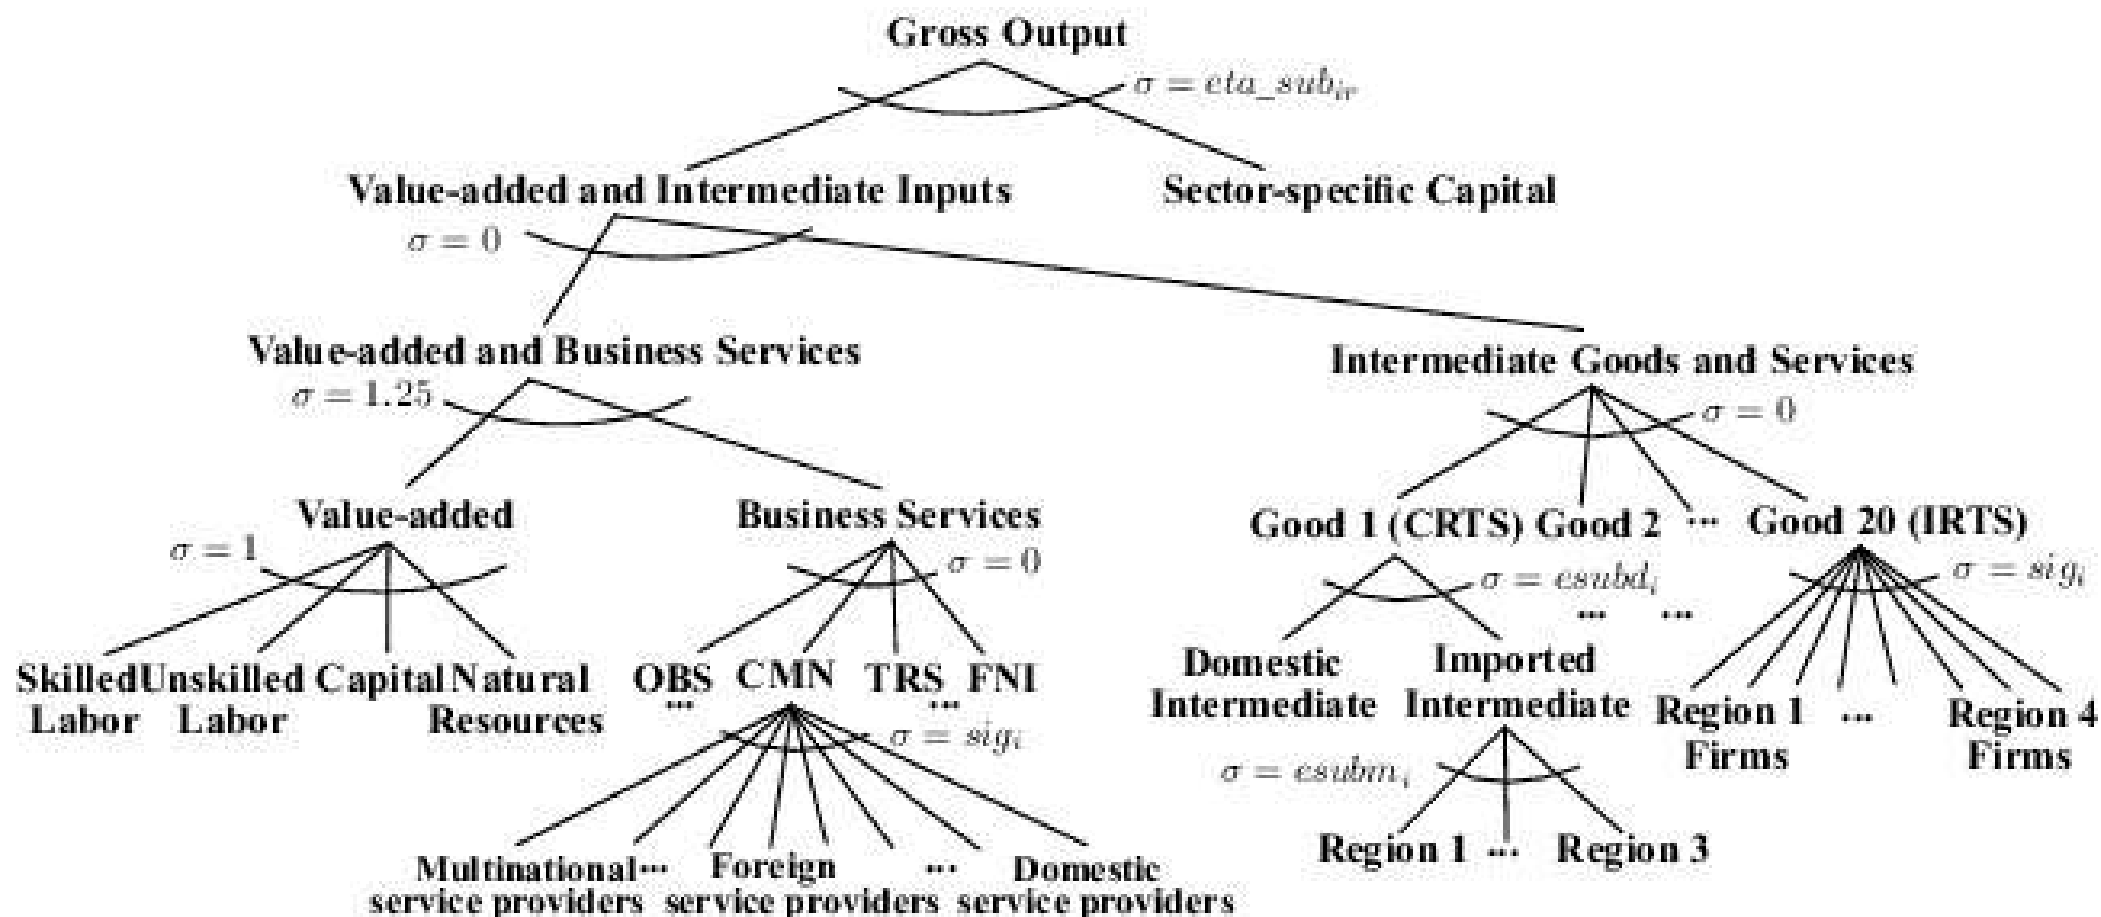 Gross Output
σ = eta_sub_ir
Value-added and Intermediate Inputs
Sector-specific Capital
σ = 0
Value-added and Business Services
Intermediate Goods and Services
σ = 1.25
σ = 0
Value-added
Business Services
Good 1 (CRTS) Good 2 ... Good 20 (IRTS)
σ = 1
σ = 0
σ = esubd_i
σ = sig_i
... ...
Skilled Labor
Unskilled Labor
Capital
Natural Resources
OBS CMN TRS FNI
... ...
Domestic Intermediate
Imported Intermediate
Region 1 Firms
...
Region 4 Firms
σ = sig_i
σ = esubm_i
Region 1 ... Region 3
Multinational service providers
...
Foreign service providers
...
Domestic service providers